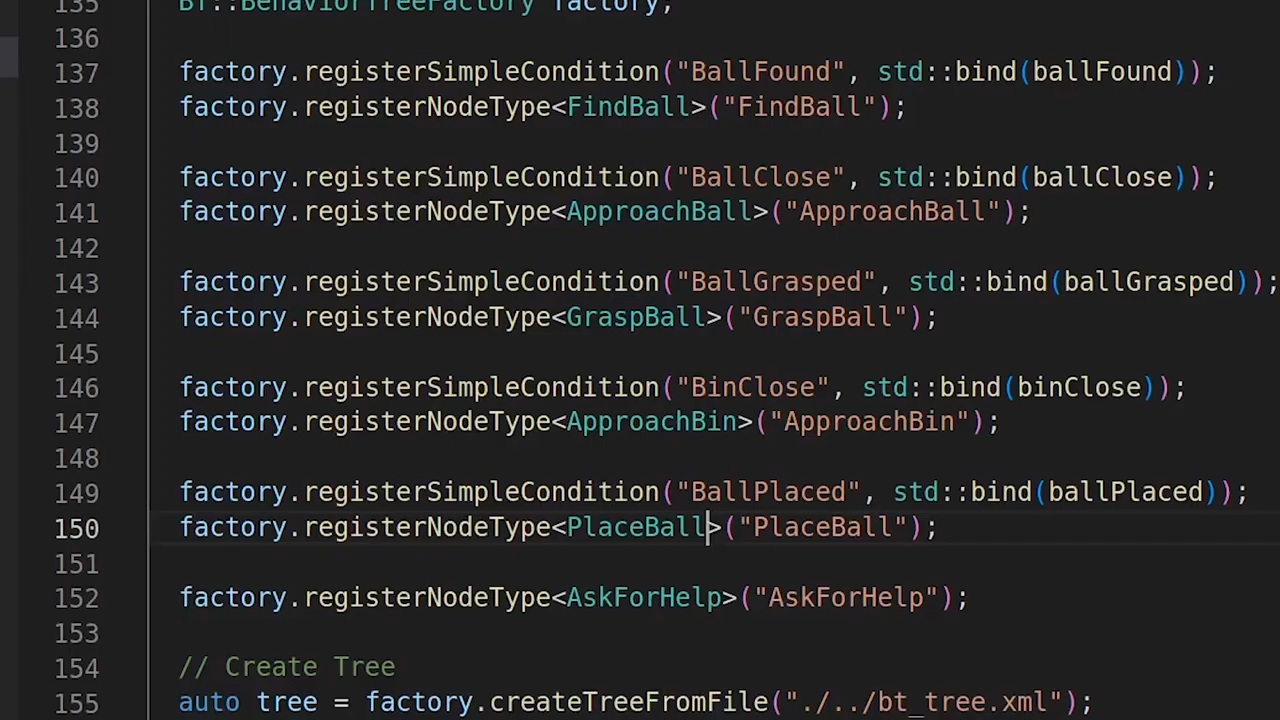 135 BT::BehaviorTreeFactory factory;
136
137 factory.registerSimpleCondition("BallFound", std::bind(ballFound));
138 factory.registerNodeType<FindBall>("FindBall");
139
140 factory.registerSimpleCondition("BallClose", std::bind(ballClose));
141 factory.registerNodeType<ApproachBall>("ApproachBall");
142
143 factory.registerSimpleCondition("BallGrasped", std::bind(ballGrasped));
144 factory.registerNodeType<GraspBall>("GraspBall");
145
146 factory.registerSimpleCondition("BinClose", std::bind(binClose));
147 factory.registerNodeType<ApproachBin>("ApproachBin");
148
149 factory.registerSimpleCondition("BallPlaced", std::bind(ballPlaced));
150 factory.registerNodeType<PlaceBall>("PlaceBall");
151
152 factory.registerNodeType<AskForHelp>("AskForHelp");
153
154 // Create Tree
155 auto tree = factory.createTreeFromFile("./../bt_tree.xml");